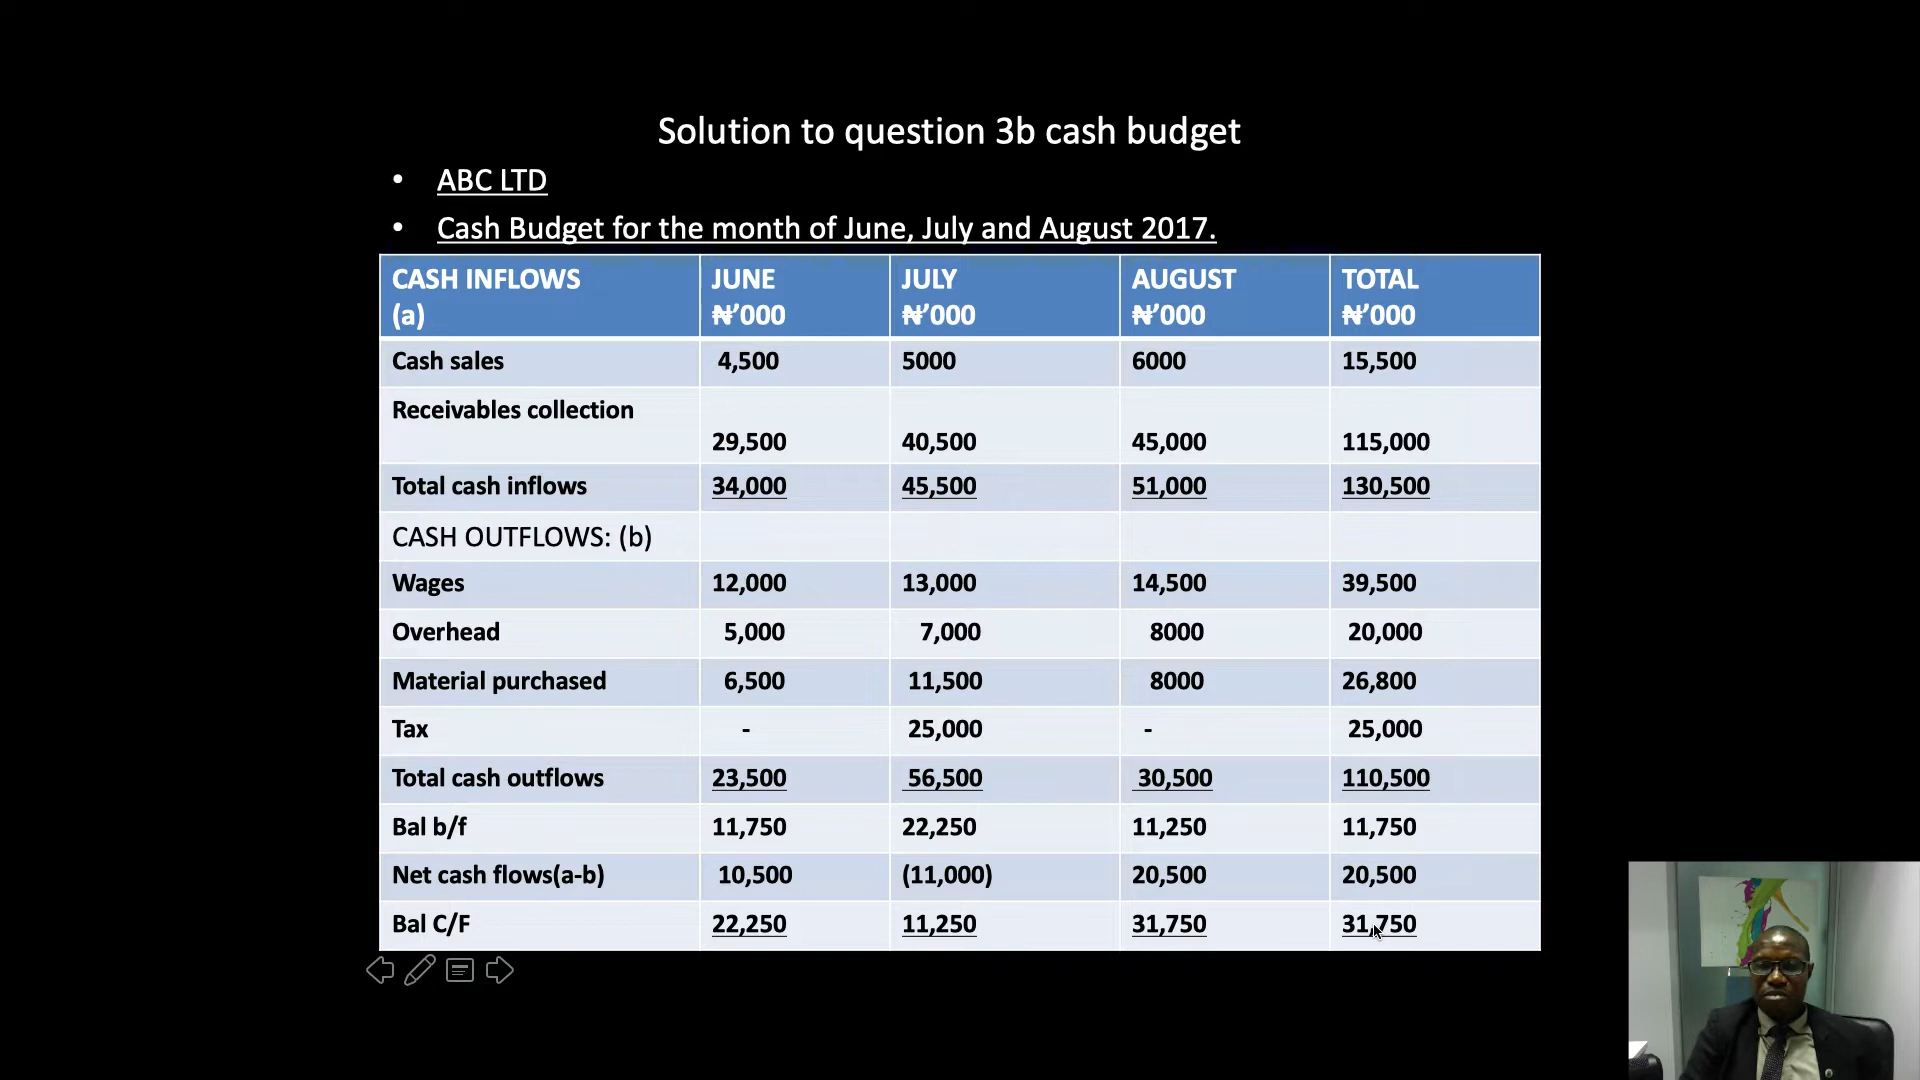 Solution to question 3b cash budget
• ABC LTD
• Cash Budget for the month of June, July and August 2017.
CASH INFLOWS (a) JUNE ₦'000 JULY ₦'000 AUGUST ₦'000 TOTAL ₦'000
Cash sales 4,500 5000 6000 15,500
Receivables collection 29,500 40,500 45,000 115,000
Total cash inflows 34,000 45,500 51,000 130,500
CASH OUTFLOWS: (b)
Wages 12,000 13,000 14,500 39,500
Overhead 5,000 7,000 8000 20,000
Material purchased 6,500 11,500 8000 26,800
Tax - 25,000 - 25,000
Total cash outflows 23,500 56,500 30,500 110,500
Bal b/f 11,750 22,250 11,250 11,750
Net cash flows(a-b) 10,500 (11,000) 20,500 20,500
Bal C/F 22,250 11,250 31,750 31,750